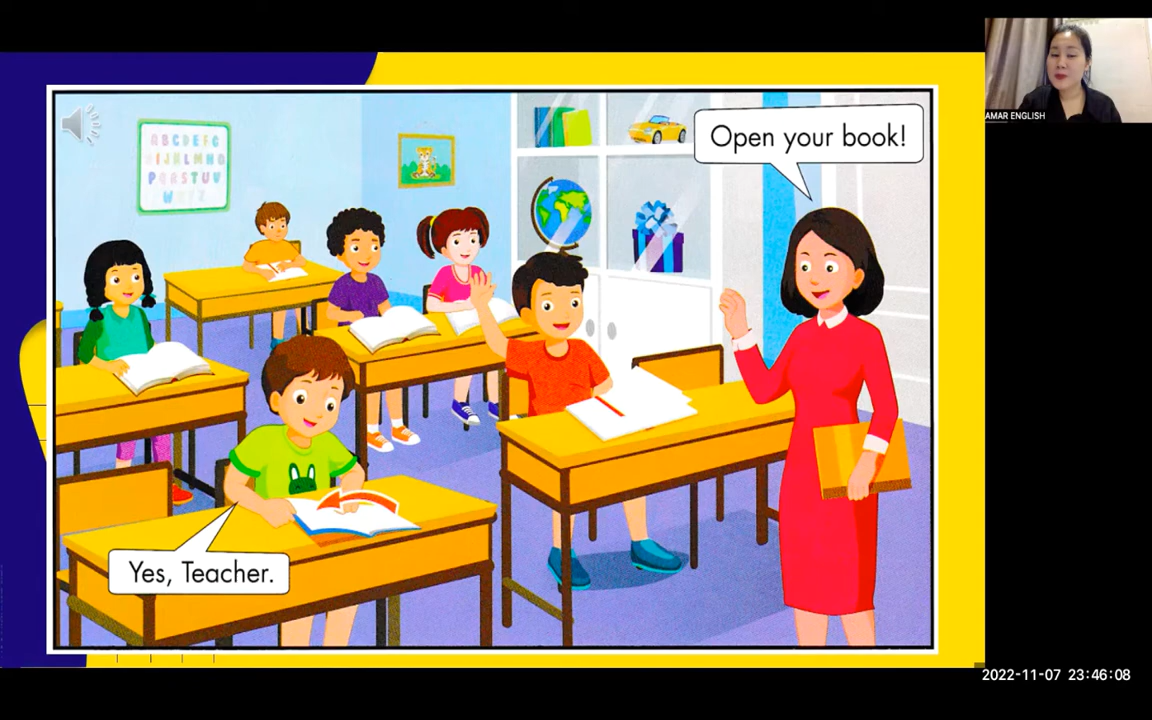 AMAR ENGLISH
Open your book!
A B C D E F G
H I J K L M N O
P Q R S T U V
W X Y Z
Yes, Teacher.
2022-11-07 23:46:08